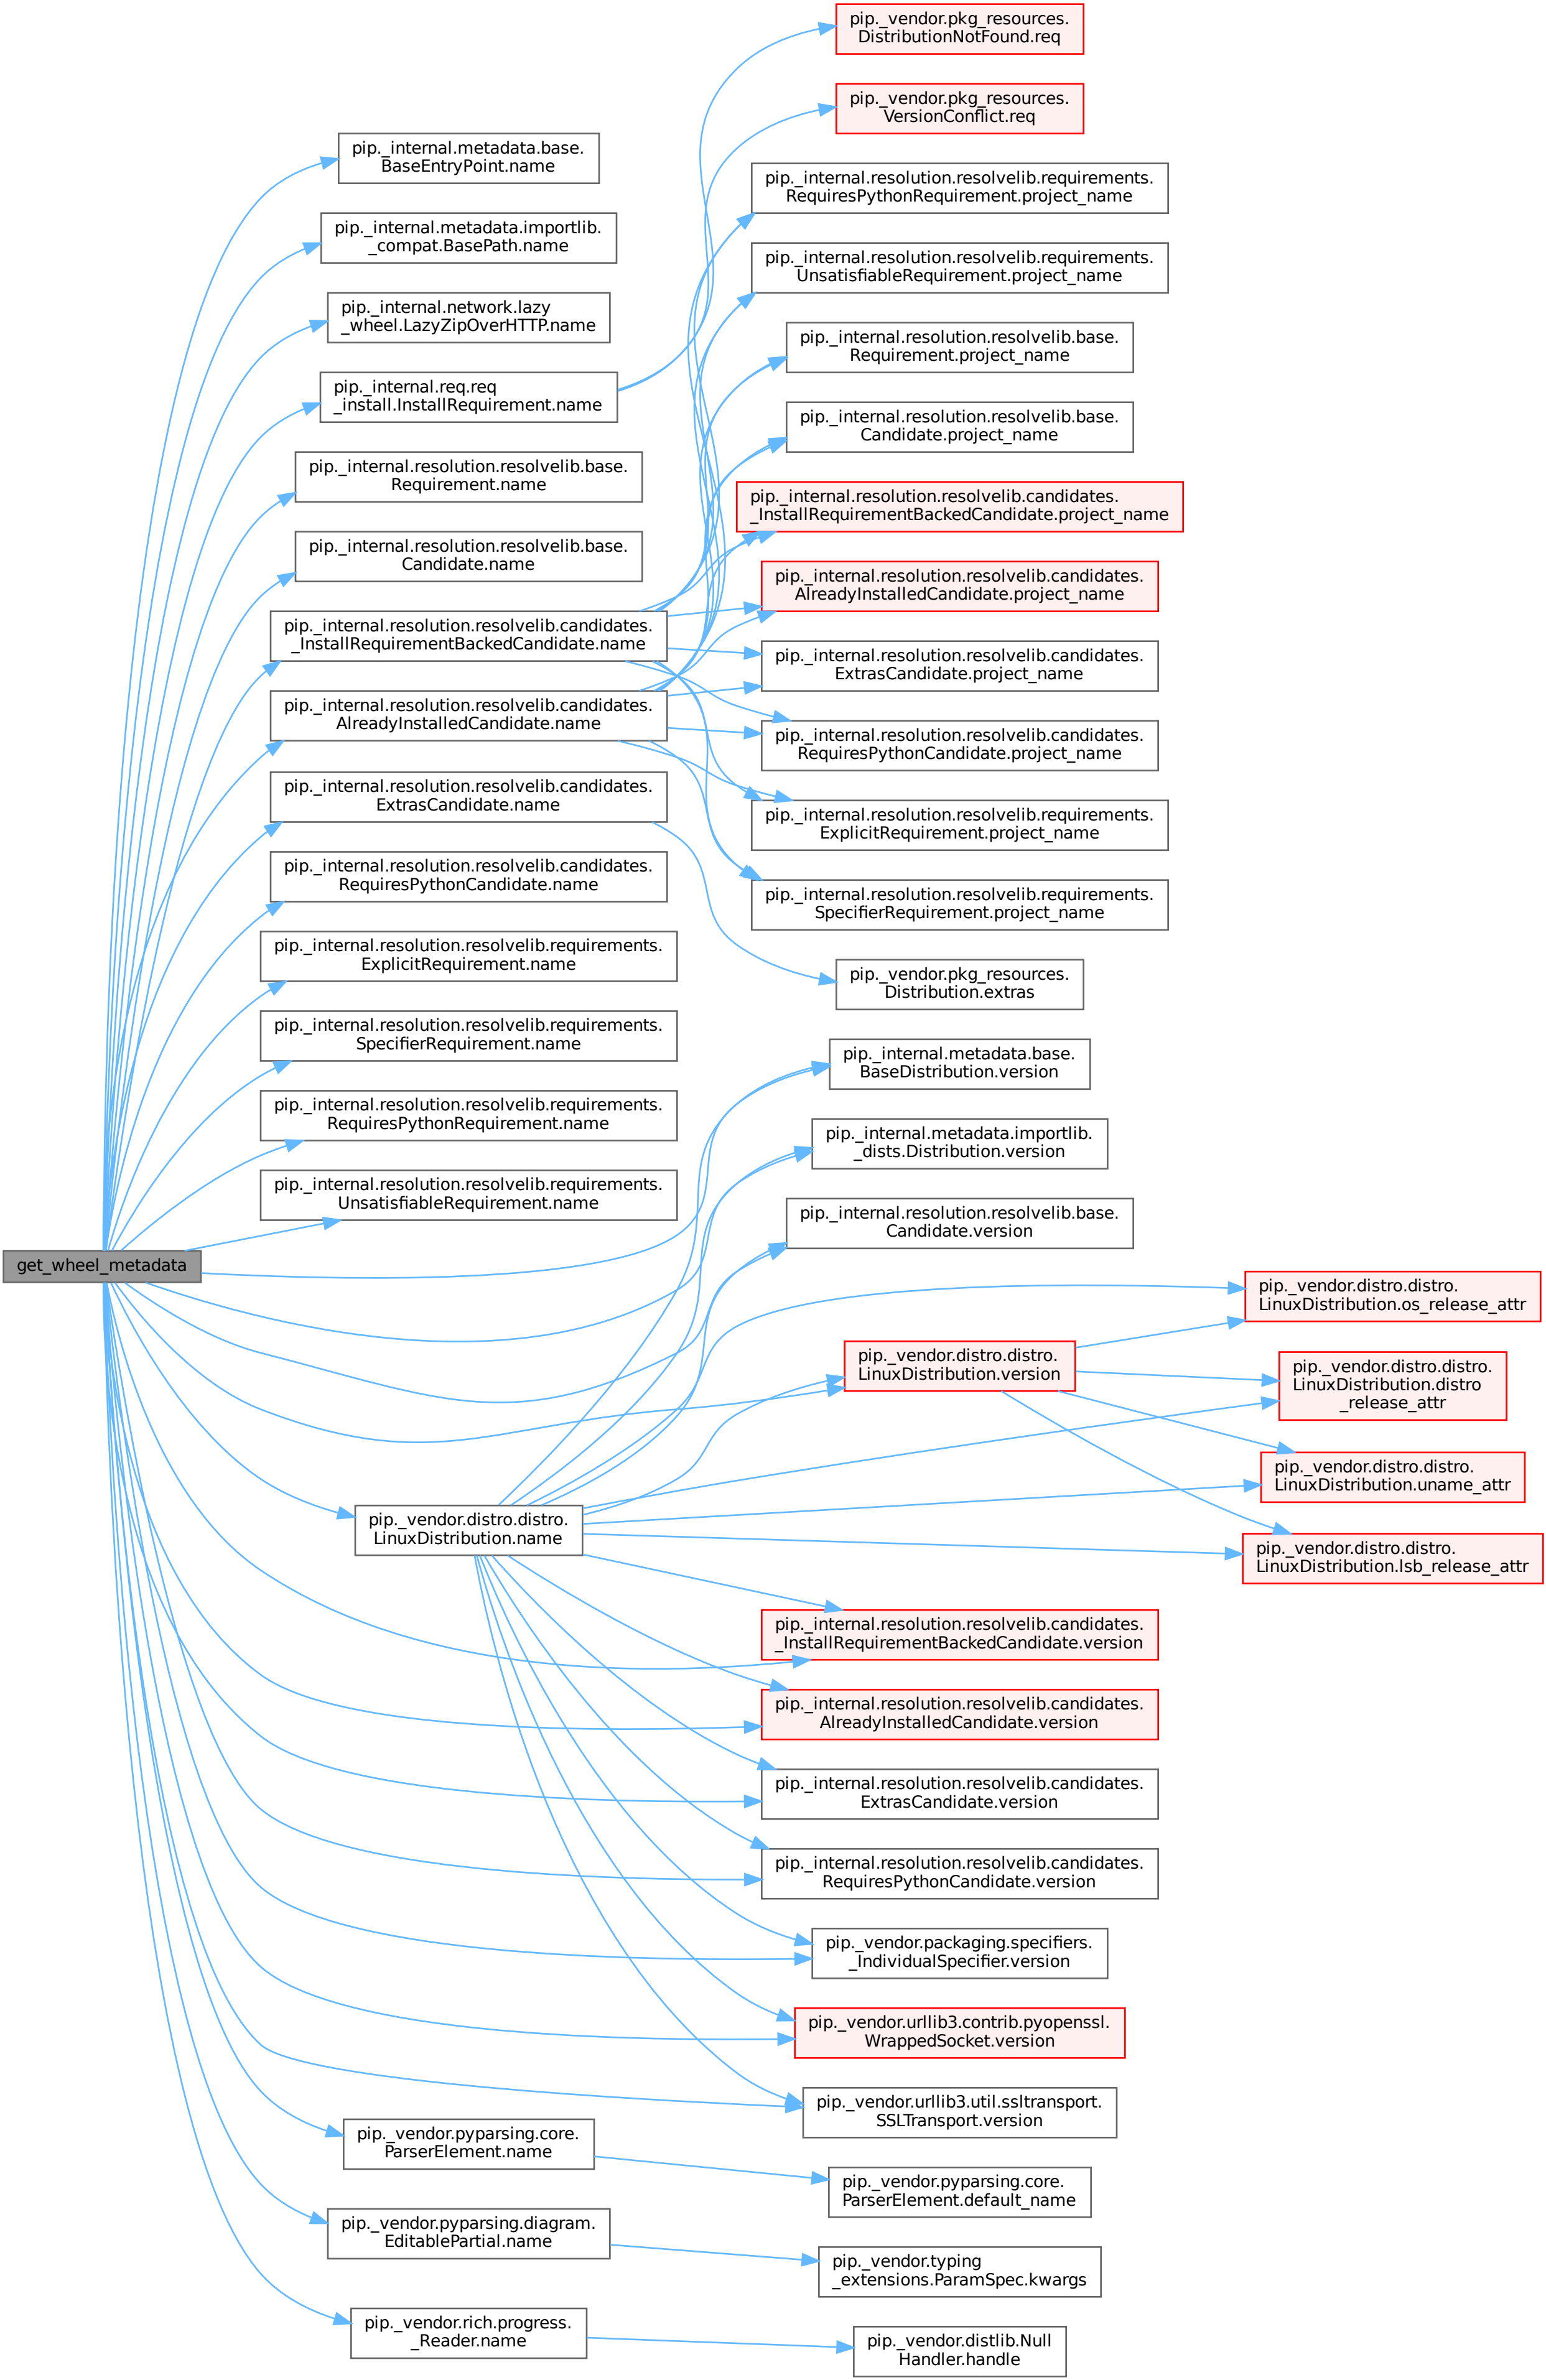 pip._vendor.pkg_resources.
DistributionNotFound.req
pip._vendor.pkg_resources.
VersionConflict.req
pip._internal.metadata.base.
BaseEntryPoint.name
pip._internal.resolution.resolvelib.requirements.
RequiresPythonRequirement.project_name
pip._internal.metadata.importlib.
_compat.BasePath.name
pip._internal.resolution.resolvelib.requirements.
UnsatisfiableRequirement.project_name
pip._internal.network.lazy
_wheel.LazyZipOverHTTP.name
pip._internal.resolution.resolvelib.base.
Requirement.project_name
pip._internal.req.req
_install.InstallRequirement.name
pip._internal.resolution.resolvelib.base.
Candidate.project_name
pip._internal.resolution.resolvelib.base.
Requirement.name
pip._internal.resolution.resolvelib.candidates.
_InstallRequirementBackedCandidate.project_name
pip._internal.resolution.resolvelib.base.
Candidate.name
pip._internal.resolution.resolvelib.candidates.
AlreadyInstalledCandidate.project_name
pip._internal.resolution.resolvelib.candidates.
_InstallRequirementBackedCandidate.name
pip._internal.resolution.resolvelib.candidates.
ExtrasCandidate.project_name
pip._internal.resolution.resolvelib.candidates.
AlreadyInstalledCandidate.name
pip._internal.resolution.resolvelib.candidates.
RequiresPythonCandidate.project_name
pip._internal.resolution.resolvelib.candidates.
ExtrasCandidate.name
pip._internal.resolution.resolvelib.requirements.
ExplicitRequirement.project_name
pip._internal.resolution.resolvelib.candidates.
RequiresPythonCandidate.name
pip._internal.resolution.resolvelib.requirements.
SpecifierRequirement.project_name
pip._internal.resolution.resolvelib.requirements.
ExplicitRequirement.name
pip._vendor.pkg_resources.
Distribution.extras
pip._internal.resolution.resolvelib.requirements.
SpecifierRequirement.name
pip._internal.metadata.base.
BaseDistribution.version
pip._internal.resolution.resolvelib.requirements.
RequiresPythonRequirement.name
pip._internal.metadata.importlib.
_dists.Distribution.version
pip._internal.resolution.resolvelib.requirements.
UnsatisfiableRequirement.name
pip._internal.resolution.resolvelib.base.
Candidate.version
get_wheel_metadata
pip._vendor.distro.distro.
LinuxDistribution.os_release_attr
pip._vendor.distro.distro.
LinuxDistribution.version
pip._vendor.distro.distro.
LinuxDistribution.distro
_release_attr
pip._vendor.distro.distro.
LinuxDistribution.uname_attr
pip._vendor.distro.distro.
LinuxDistribution.name
pip._vendor.distro.distro.
LinuxDistribution.lsb_release_attr
pip._internal.resolution.resolvelib.candidates.
_InstallRequirementBackedCandidate.version
pip._internal.resolution.resolvelib.candidates.
AlreadyInstalledCandidate.version
pip._internal.resolution.resolvelib.candidates.
ExtrasCandidate.version
pip._internal.resolution.resolvelib.candidates.
RequiresPythonCandidate.version
pip._vendor.packaging.specifiers.
_IndividualSpecifier.version
pip._vendor.urllib3.contrib.pyopenssl.
WrappedSocket.version
pip._vendor.urllib3.util.ssltransport.
SSLTransport.version
pip._vendor.pyparsing.core.
ParserElement.name
pip._vendor.pyparsing.core.
ParserElement.default_name
pip._vendor.pyparsing.diagram.
EditablePartial.name
pip._vendor.typing
_extensions.ParamSpec.kwargs
pip._vendor.rich.progress.
_Reader.name
pip._vendor.distlib.Null
Handler.handle